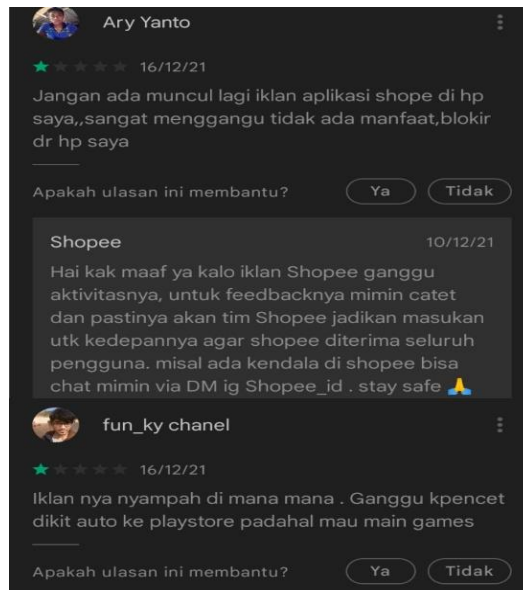 Ary Yanto
16/12/21
Jangan ada muncul lagi iklan aplikasi shope di hp
saya,,sangat menggangu tidak ada manfaat,blokir
dr hp saya
Apakah ulasan ini membantu? Ya Tidak
Shopee 10/12/21
Hai kak maaf ya kalo iklan Shopee ganggu
aktivitasnya, untuk feedbacknya mimin catet
dan pastinya akan tim Shopee jadikan masukan
utk kedepannya agar shopee diterima seluruh
pengguna. misal ada kendala di shopee bisa
chat mimin via DM ig Shopee_id . stay safe 🙏
fun_ky chanel
16/12/21
Iklan nya nyampah di mana mana . Ganggu kpencet
dikit auto ke playstore padahal mau main games
Apakah ulasan ini membantu? Ya Tidak